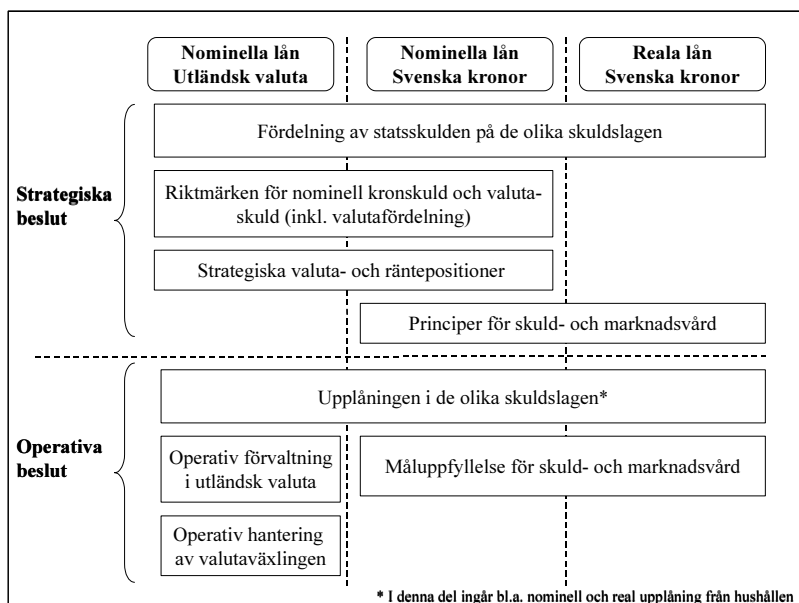 Nominella lån
Utländsk valuta
Nominella lån
Svenska kronor
Reala lån
Svenska kronor
Strategiska
beslut
Fördelning av statsskulden på de olika skuldslagen
Riktmärken för nominell kronskuld och valuta-
skuld (inkl. valutafördelning)
Strategiska valuta- och räntepositioner
Principer för skuld- och marknadsvård
Operativa
beslut
Upplåningen i de olika skuldslagen*
Operativ förvaltning
i utländsk valuta
Måluppfyllelse för skuld- och marknadsvård
Operativ hantering
av valutaväxlingen
* I denna del ingår bl.a. nominell och real upplåning från hushållen